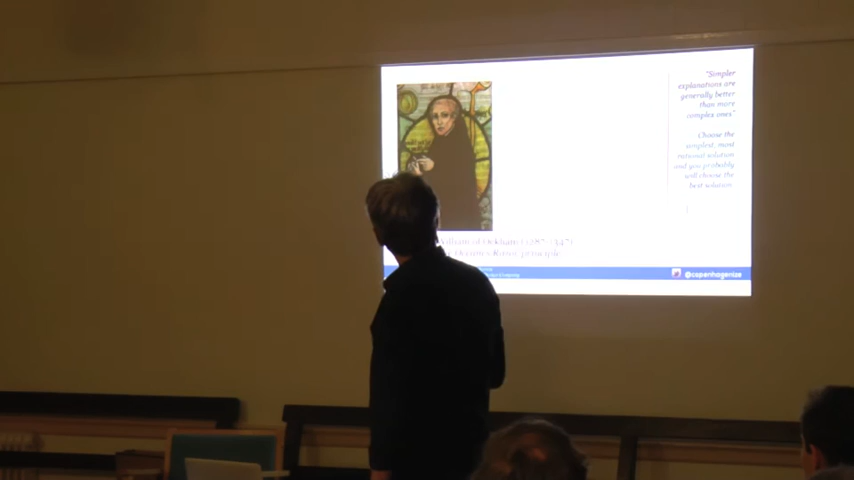 "Simpler
explanations are
generally better
than more
complex ones"
Choose the
simplest, most
rational solution
and you probably
will choose the
best solution.
William of Ockham (1287-1347)
Occams Razor principle
@copenhagenize